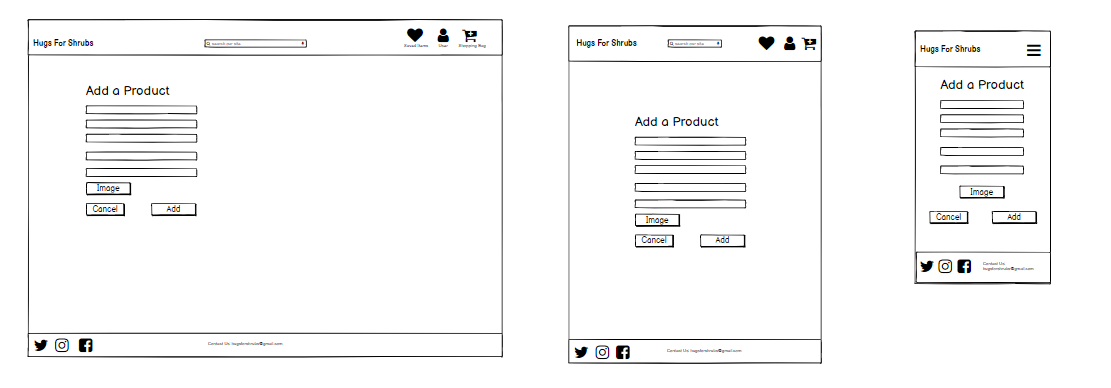 Hugs For Shrubs
search our site
Saved Items
User
Shopping Bag
Add a Product
Image
Cancel
Add
Contact Us: hugsforshrubs@gmail.com
Hugs For Shrubs
search our site
Add a Product
Image
Cancel
Add
Contact Us: hugsforshrubs@gmail.com
Hugs For Shrubs
Add a Product
Image
Cancel
Add
Contact Us:
hugsforshrubs@gmail.com